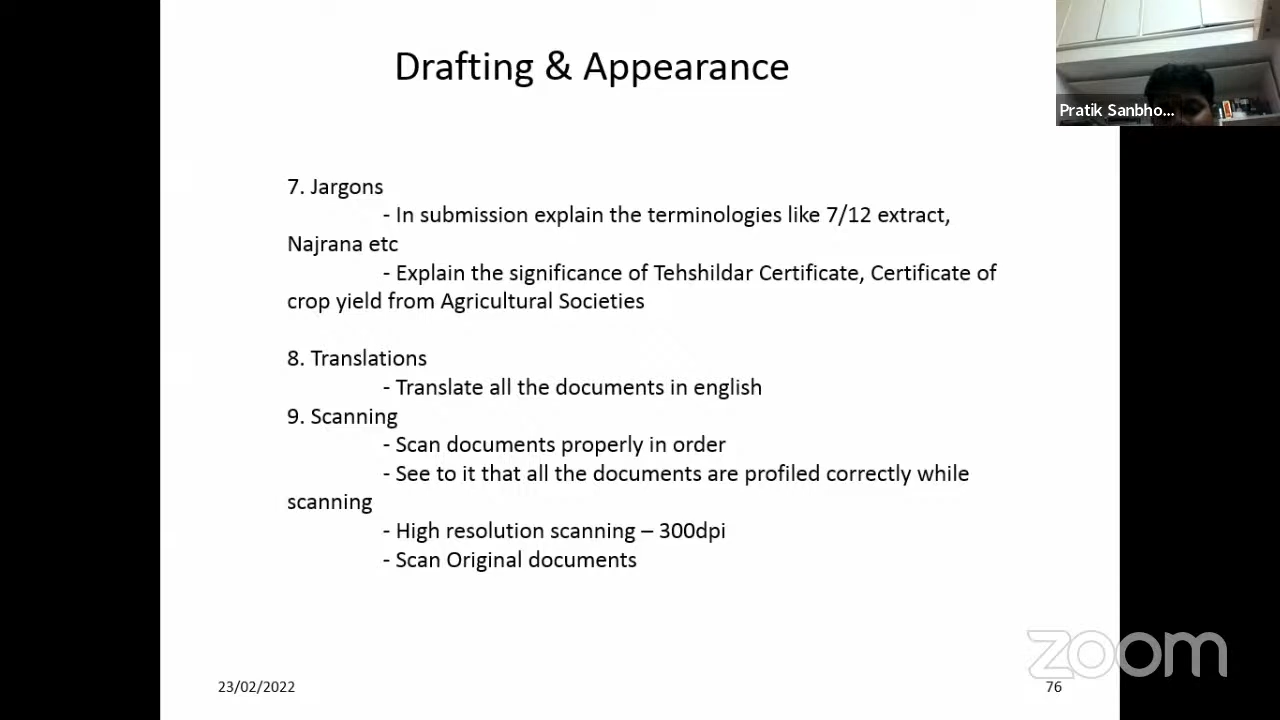 Drafting & Appearance
Pratik Sanbho...
7. Jargons
- In submission explain the terminologies like 7/12 extract,
Najrana etc
- Explain the significance of Tehshildar Certificate, Certificate of
crop yield from Agricultural Societies
8. Translations
- Translate all the documents in english
9. Scanning
- Scan documents properly in order
- See to it that all the documents are profiled correctly while
scanning
- High resolution scanning – 300dpi
- Scan Original documents
zoom
23/02/2022
76